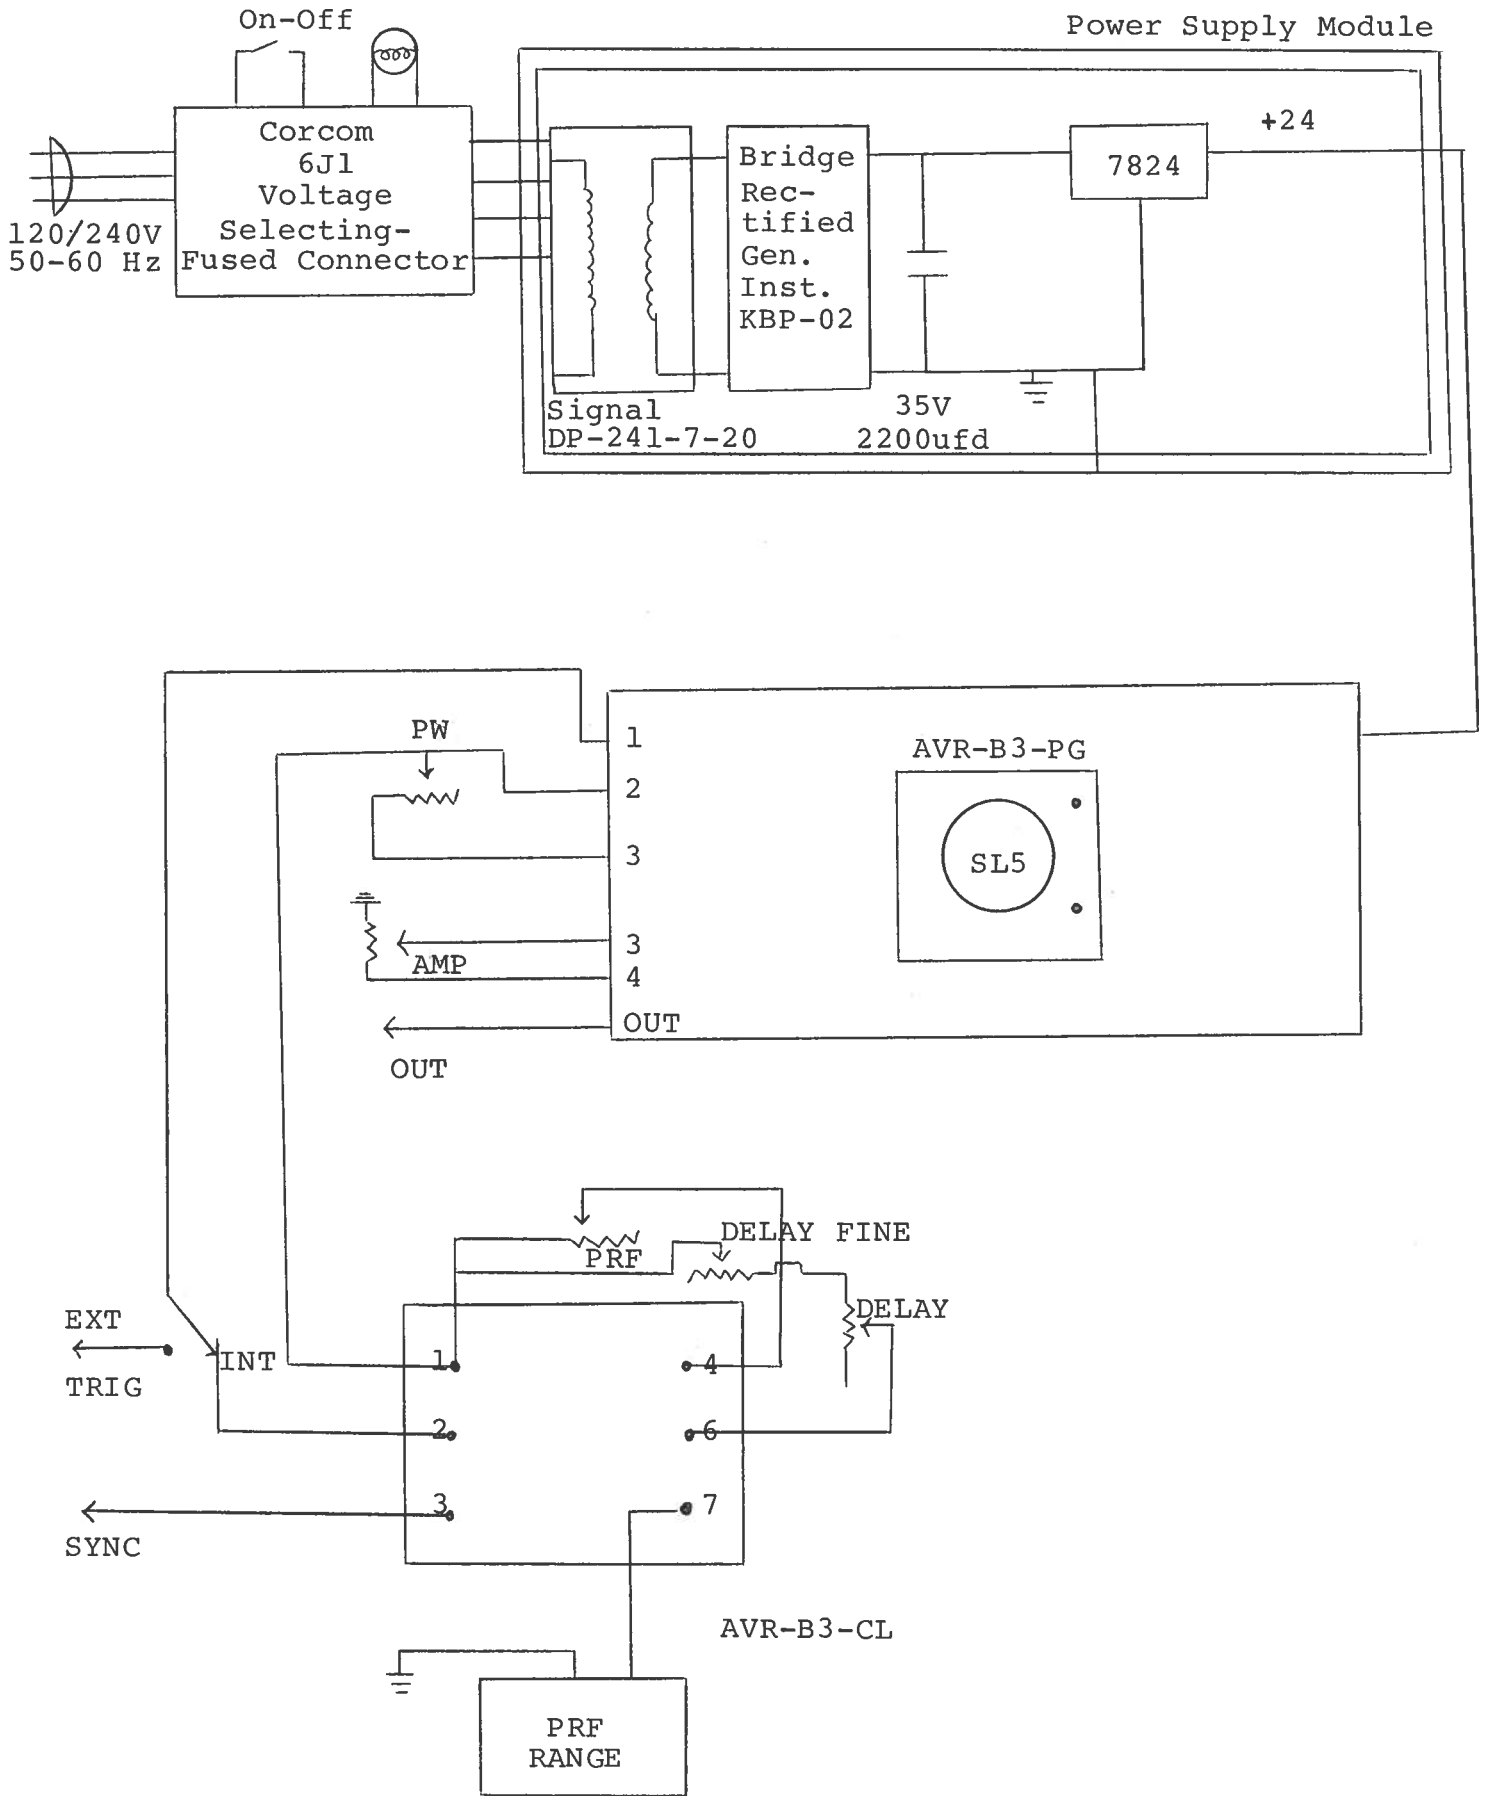 On-Off
Power Supply Module
Corcom
6J1
Voltage
Selecting-
Fused Connector
120/240V
50-60 Hz
Bridge
Rec-
tified
Gen.
Inst.
KBP-02
7824
+24
Signal
DP-241-7-20
35V
2200ufd
PW
1
2
3
3
4
OUT
AMP
OUT
AVR-B3-PG
SL5
PRF
DELAY FINE
DELAY
EXT
TRIG
INT
1
2
3
4
6
7
SYNC
AVR-B3-CL
PRF
RANGE